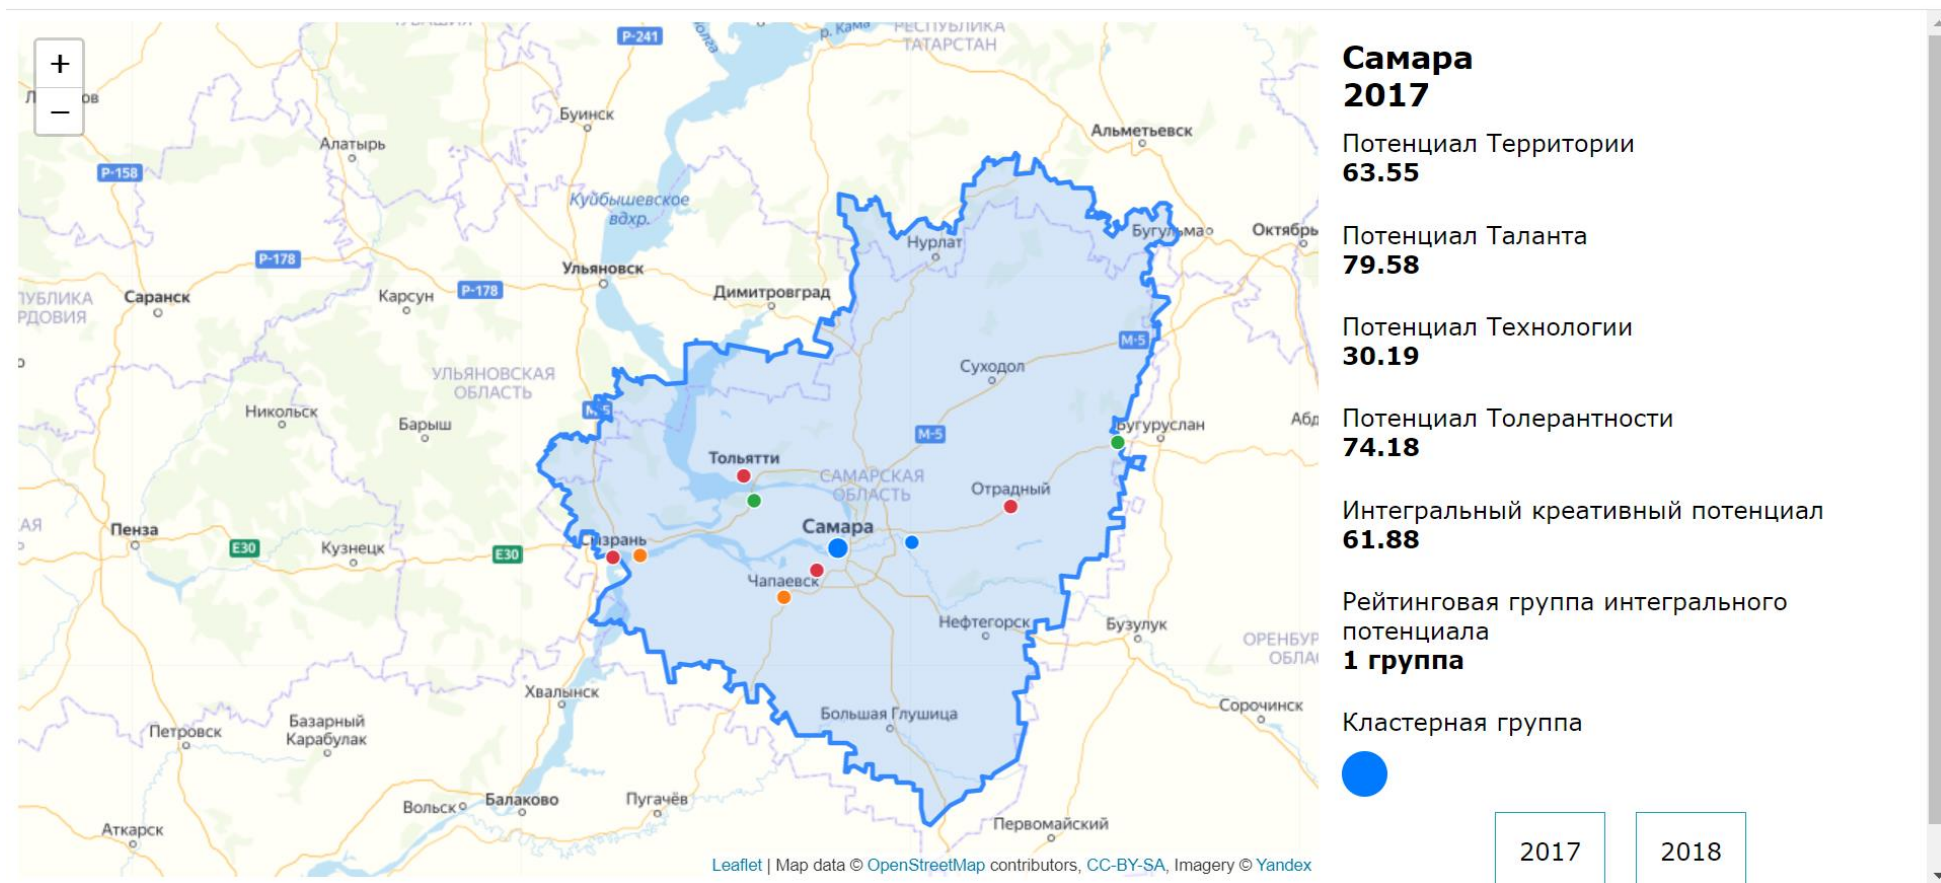 +
−
Р-241
р. Кама
РЕСПУБЛИКА
ТАТАРСТАН
Буинск
Алатырь
Альметьевск
Р-158
Куйбышевское
вдхр.
Нурлат
Бугульма
Октябрь
Р-178
Ульяновск
Саранск
Карсун
Р-178
Димитровград
М-5
Суходол
УЛЬЯНОВСКАЯ
ОБЛАСТЬ
М-5
Никольск
Барыш
М-5
Бугуруслан
Абд
Тольятти
САМАРСКАЯ
ОБЛАСТЬ
Отрадный
Пенза
Самара
Е30
Кузнецк
Е30
Сызрань
Чапаевск
Нефтегорск
Бузулук
ОРЕНБУР
ОБЛА
Хвалынск
Большая Глушица
Сорочинск
Базарный
Карабулак
Петровск
Вольск
Балаково
Пугачёв
Аткарск
Первомайский
Leaflet | Map data © OpenStreetMap contributors, CC-BY-SA, Imagery © Yandex
Самара
2017
Потенциал Территории
63.55
Потенциал Таланта
79.58
Потенциал Технологии
30.19
Потенциал Толерантности
74.18
Интегральный креативный потенциал
61.88
Рейтинговая группа интегрального
потенциала
1 группа
Кластерная группа
2017
2018